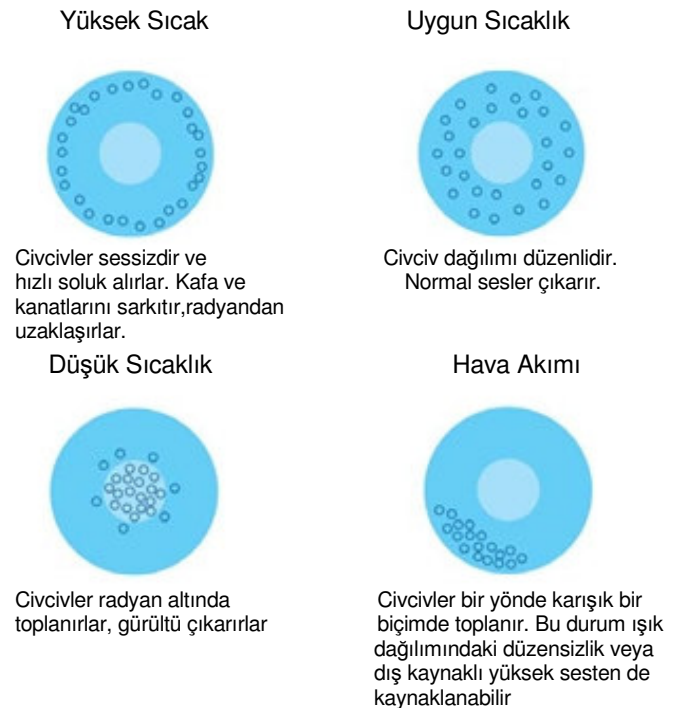 Yüksek Sıcak
Uygun Sıcaklık
Civcivler sessizdir ve
hızlı soluk alırlar. Kafa ve
kanatlarını sarkıtır,radyandan
uzaklaşırlar.
Civciv dağılımı düzenlidir.
Normal sesler çıkarır.
Düşük Sıcaklık
Hava Akımı
Civcivler radyan altında
toplanırlar, gürültü çıkarırlar
Civcivler bir yönde karışık bir
biçimde toplanır. Bu durum ışık
dağılımındaki düzensizlik veya
dış kaynaklı yüksek sesten de
kaynaklanabilir